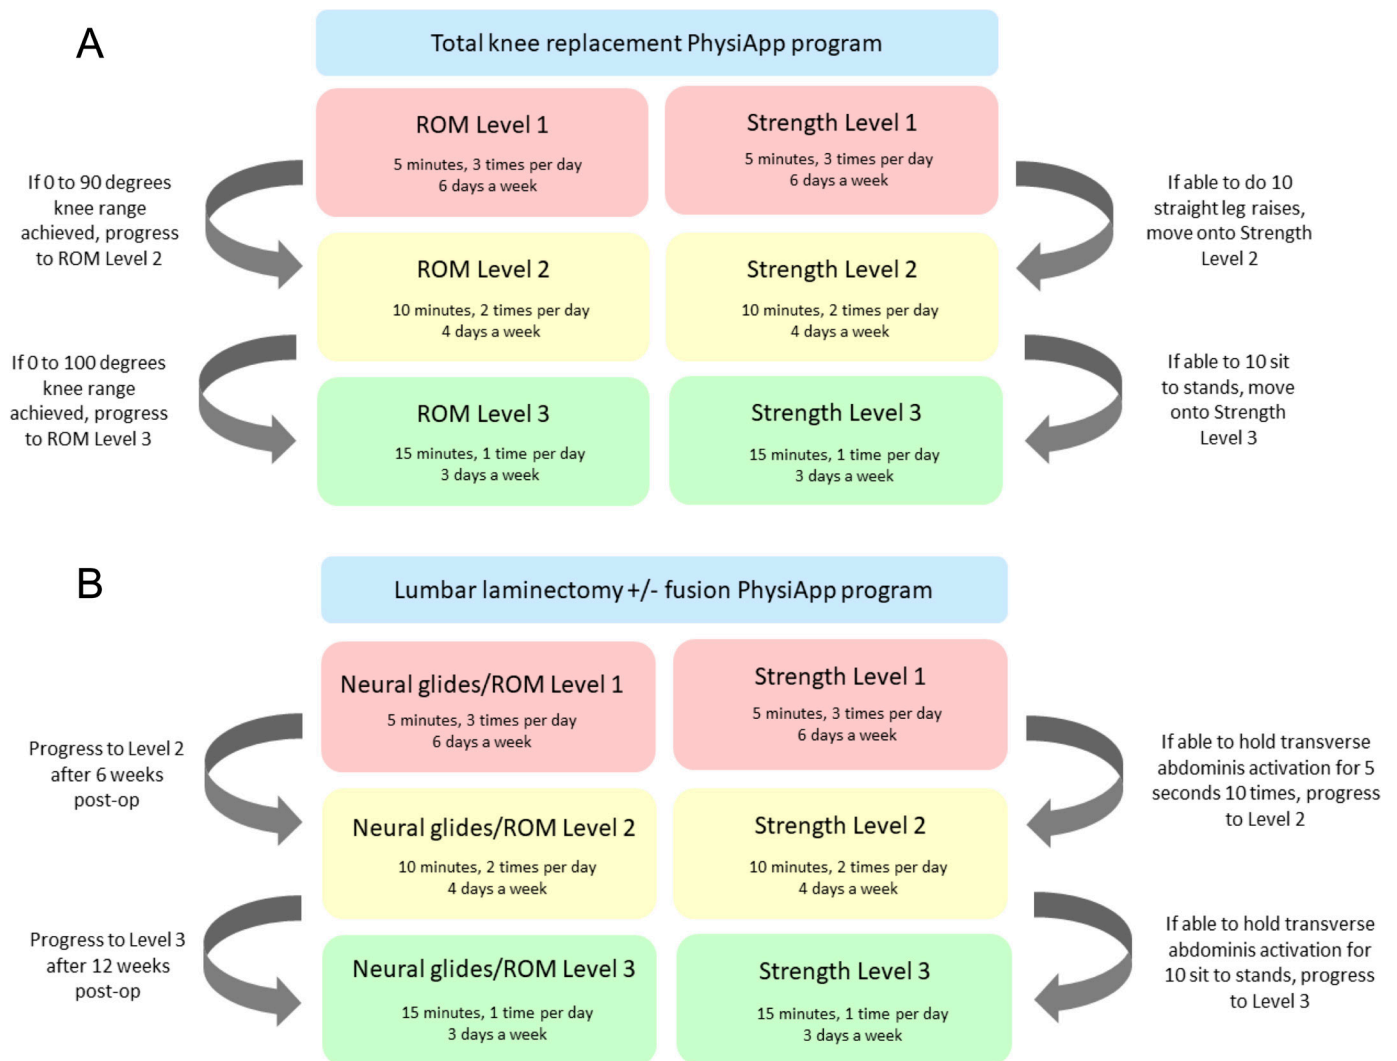 A
Total knee replacement PhysiApp program
ROM Level 1
5 minutes, 3 times per day
6 days a week
Strength Level 1
5 minutes, 3 times per day
6 days a week
If 0 to 90 degrees
knee range
achieved, progress
to ROM Level 2
If able to do 10
straight leg raises,
move onto Strength
Level 2
ROM Level 2
10 minutes, 2 times per day
4 days a week
Strength Level 2
10 minutes, 2 times per day
4 days a week
If 0 to 100 degrees
knee range
achieved, progress
to ROM Level 3
If able to 10 sit
to stands, move
onto Strength
Level 3
ROM Level 3
15 minutes, 1 time per day
3 days a week
Strength Level 3
15 minutes, 1 time per day
3 days a week
B
Lumbar laminectomy +/- fusion PhysiApp program
Neural glides/ROM Level 1
5 minutes, 3 times per day
6 days a week
Strength Level 1
5 minutes, 3 times per day
6 days a week
Progress to Level 2
after 6 weeks
post-op
If able to hold transverse
abdominis activation for 5
seconds 10 times, progress
to Level 2
Neural glides/ROM Level 2
10 minutes, 2 times per day
4 days a week
Strength Level 2
10 minutes, 2 times per day
4 days a week
Progress to Level 3
after 12 weeks
post-op
If able to hold transverse
abdominis activation for
10 sit to stands, progress
to Level 3
Neural glides/ROM Level 3
15 minutes, 1 time per day
3 days a week
Strength Level 3
15 minutes, 1 time per day
3 days a week